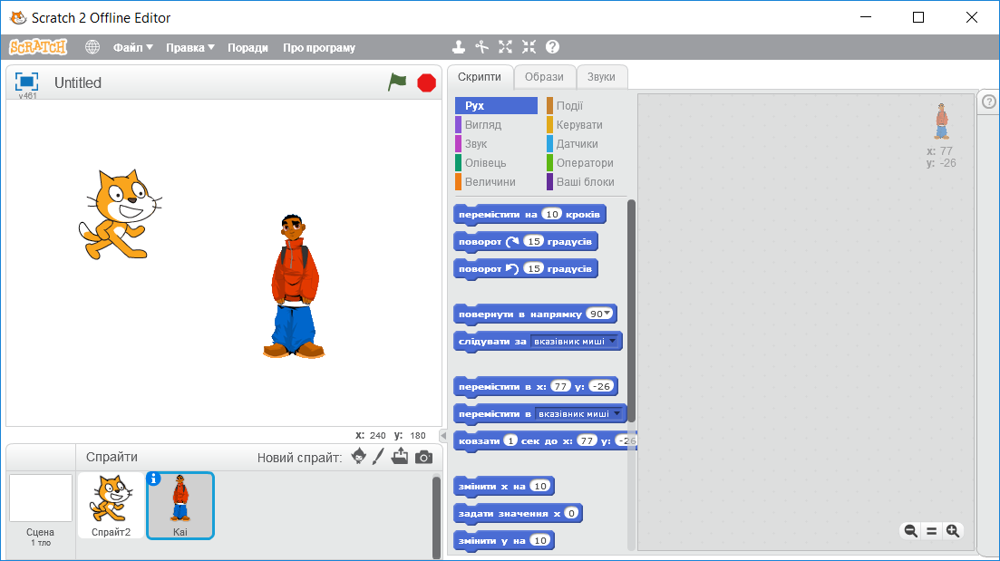 Scratch 2 Offline Editor
SCRATCH Файл Правка Поради Про програму
v461 Untitled
Скрипти Образи Звуки
Рух Події
Вигляд Керувати
Звук Датчики
Олівець Оператори
Величини Ваші блоки
x: 77
y: -26
перемістити на 10 кроків
поворот 15 градусів
поворот 15 градусів
повернути в напрямку 90
слідувати за вказівник миші
перемістити в x: 77 y: -26
перемістити в вказівник миші
ковзати 1 сек до x: 77 y: -26
змінити x на 10
задати значення x 0
змінити y на 10
x: 240 y: 180
Спрайти Новий спрайт:
Сцена
1 тло
Спрайт2
Kai